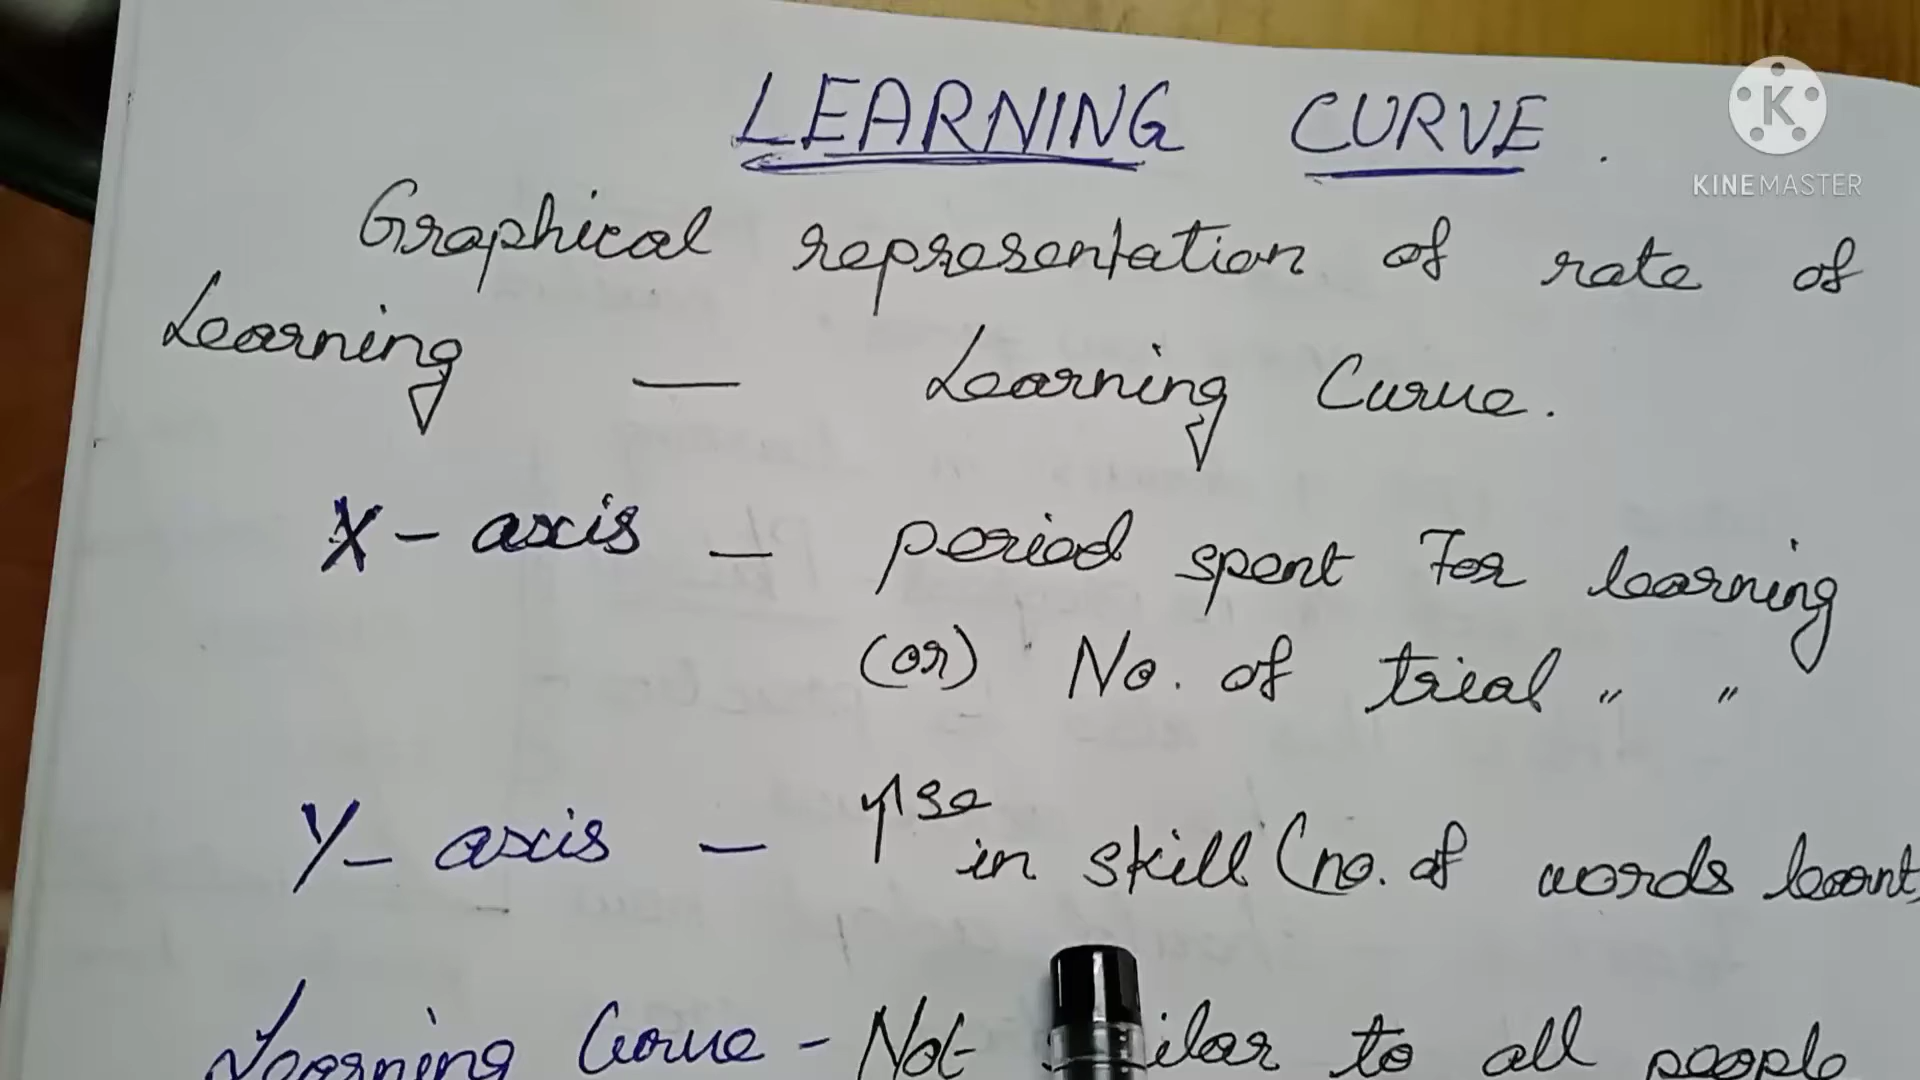 LEARNING CURVE.
K
KINEMASTER
Graphical representation of rate of
Learning — Learning Curve.
X - axis — period spent For learning
(or) No. of trial " "
Y - axis — ↑se in skill (no. of words learnt)
Learning Curve - Not to all people